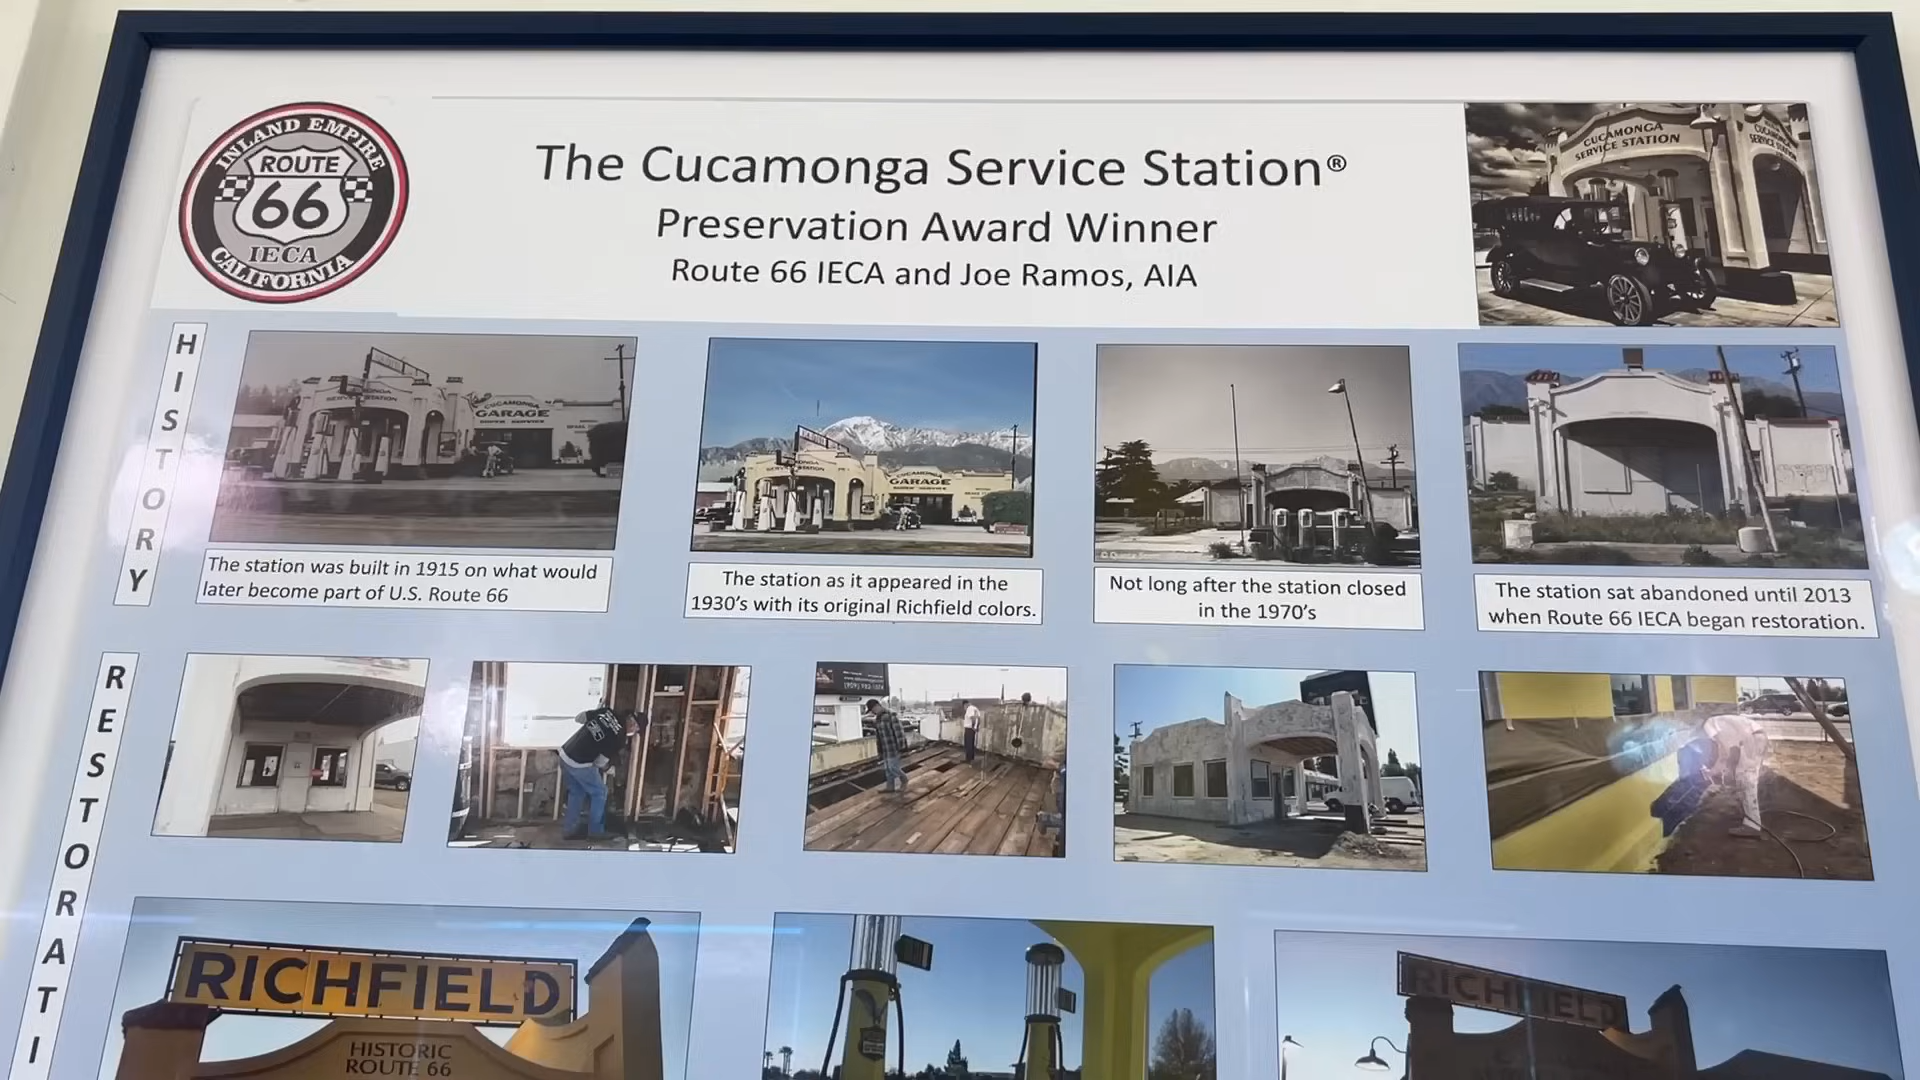 INLAND EMPIRE
ROUTE
66
IECA
CALIFORNIA
The Cucamonga Service Station®
Preservation Award Winner
Route 66 IECA and Joe Ramos, AIA
CUCAMONGA
SERVICE STATION
HISTORY
CUCAMONGA
GARAGE
CUCAMONGA
GARAGE
The station was built in 1915 on what would
later become part of U.S. Route 66
The station as it appeared in the
1930's with its original Richfield colors.
Not long after the station closed
in the 1970's
The station sat abandoned until 2013
when Route 66 IECA began restoration.
RESTORATI
RICHFIELD
HISTORIC
ROUTE 66
RICHFIELD